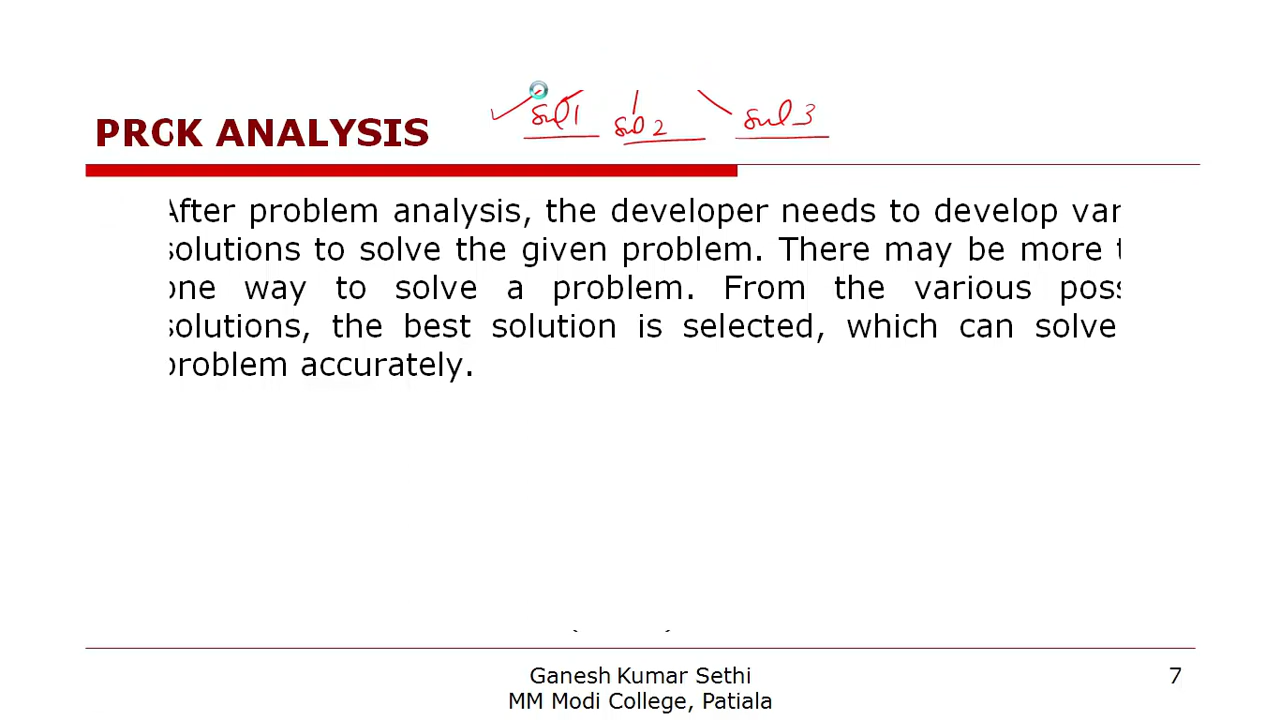 sol1 sol2 sol3
ANALYSIS
After problem analysis, the developer needs to develop var
solutions to solve the given problem. There may be more t
one way to solve a problem. From the various poss
solutions, the best solution is selected, which can solve
problem accurately.
Ganesh Kumar Sethi
7
MM Modi College, Patiala